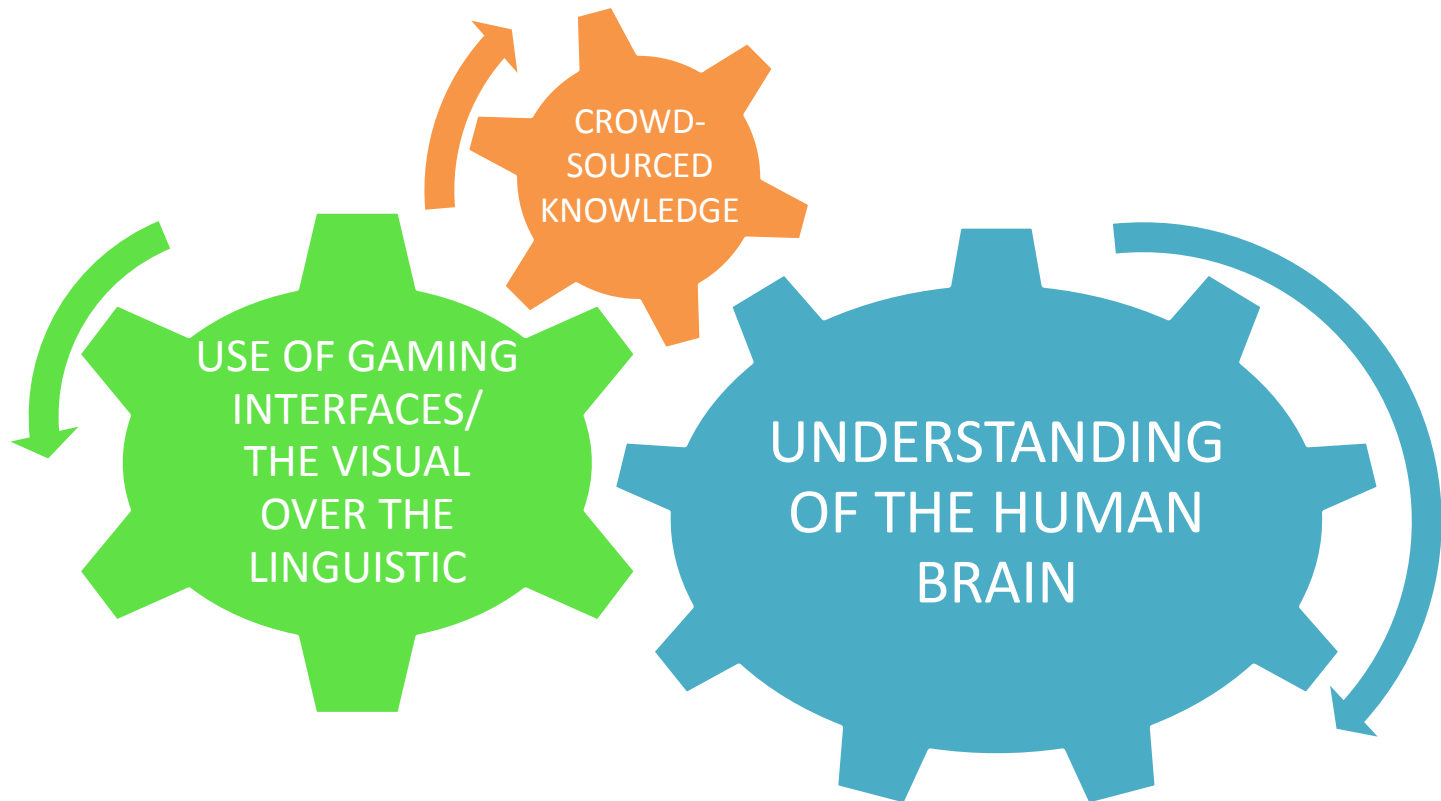 CROWD-
SOURCED
KNOWLEDGE
USE OF GAMING
INTERFACES/
THE VISUAL
OVER THE
LINGUISTIC
UNDERSTANDING
OF THE HUMAN
BRAIN